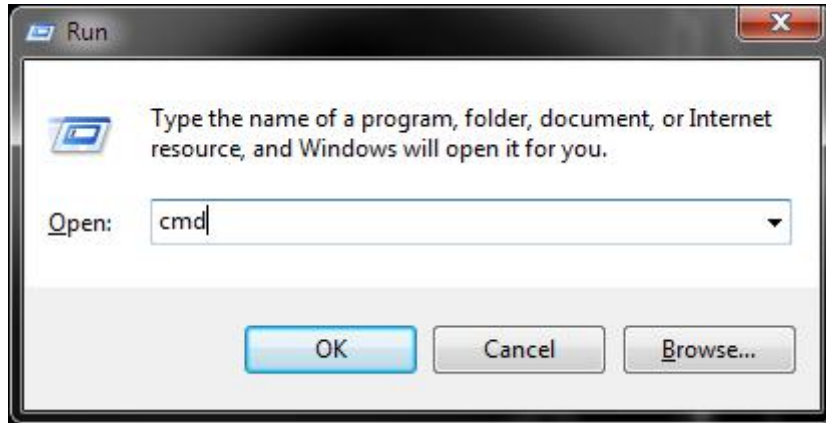 Run
Type the name of a program, folder, document, or Internet
resource, and Windows will open it for you.
Open: cmd
OK Cancel Browse...